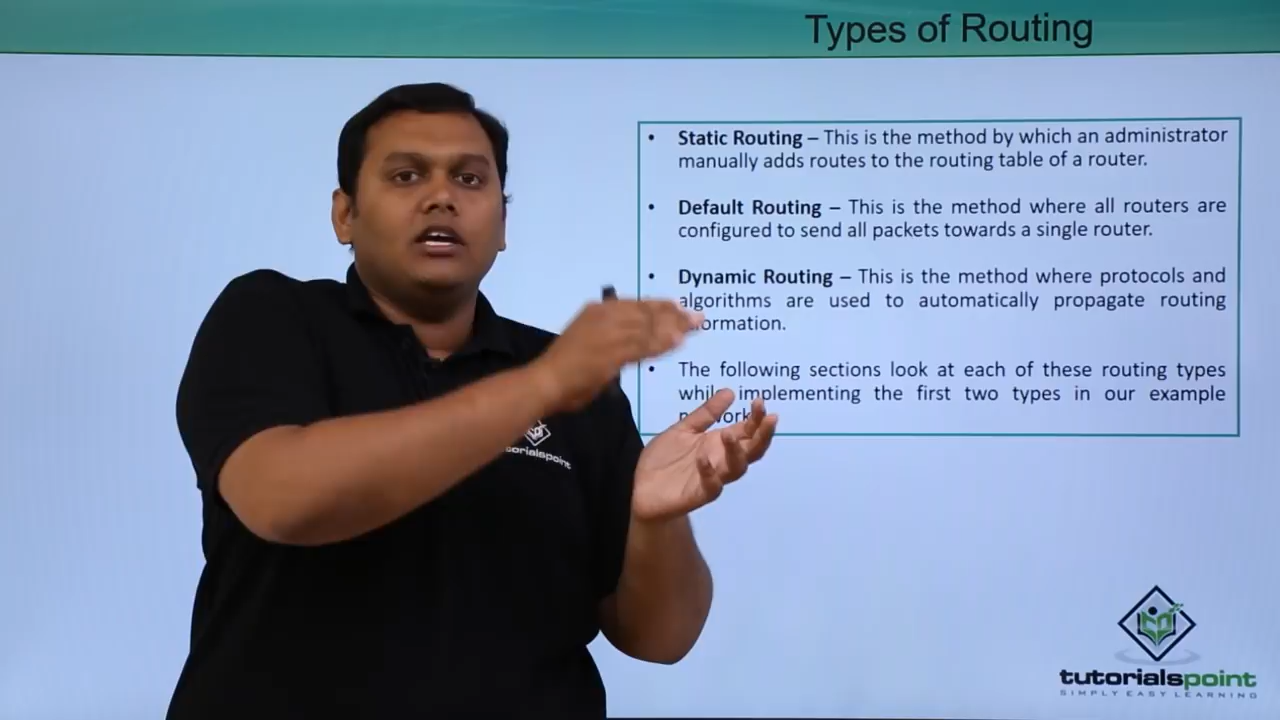 Types of Routing
• Static Routing – This is the method by which an administrator
manually adds routes to the routing table of a router.
• Default Routing – This is the method where all routers are
configured to send all packets towards a single router.
• Dynamic Routing – This is the method where protocols and
algorithms are used to automatically propagate routing
formation.
• The following sections look at each of these routing types
while implementing the first two types in our example
work
tutorialspoint
tutorialspoint
SIMPLY EASY LEARNING